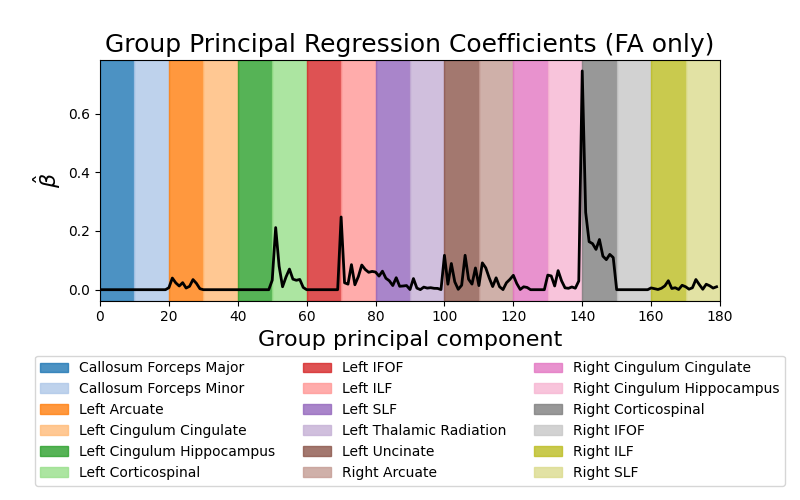 Group Principal Regression Coefficients (FA only)
0.6
0.4
0.2
0.0
β̂
0 20 40 60 80 100 120 140 160 180
Group principal component
Callosum Forceps Major
Callosum Forceps Minor
Left Arcuate
Left Cingulum Cingulate
Left Cingulum Hippocampus
Left Corticospinal
Left IFOF
Left ILF
Left SLF
Left Thalamic Radiation
Left Uncinate
Right Arcuate
Right Cingulum Cingulate
Right Cingulum Hippocampus
Right Corticospinal
Right IFOF
Right ILF
Right SLF